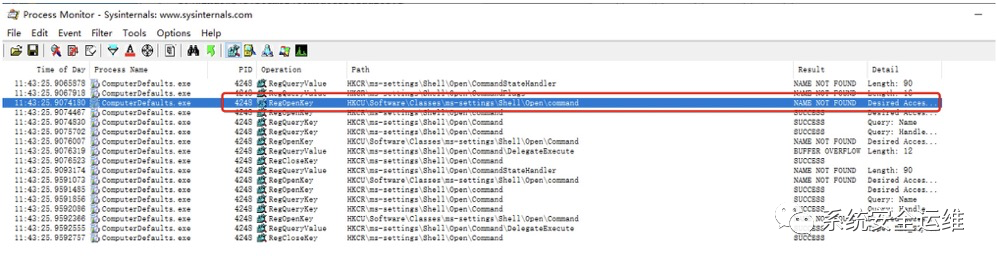 Process Monitor - Sysinternals: www.sysinternals.com
File Edit Event Filter Tools Options Help
Time of Day Process Name PID Operation Path Result Detail
11:43:25.9065878 ComputerDefaults.exe 4248 RegQueryValue HKCR\ms-settings\Shell\Open\CommandStateHandler NAME NOT FOUND Length: 90
11:43:25.9067918 ComputerDefaults.exe 4248 RegQueryValue HKCR\ms-settings\Shell\Open\CommandFlags NAME NOT FOUND Length: 16
11:43:25.9074180 ComputerDefaults.exe 4248 RegOpenKey HKCU\Software\Classes\ms-settings\Shell\Open\command NAME NOT FOUND Desired Acces...
11:43:25.9074467 ComputerDefaults.exe 4248 RegOpenKey HKCR\ms-settings\Shell\Open\command SUCCESS Desired Acces...
11:43:25.9074830 ComputerDefaults.exe 4248 RegQueryKey HKCR\ms-settings\Shell\Open\Command SUCCESS Query: Name
11:43:25.9075702 ComputerDefaults.exe 4248 RegQueryKey HKCR\ms-settings\Shell\Open\Command SUCCESS Query: Handle...
11:43:25.9076007 ComputerDefaults.exe 4248 RegOpenKey HKCU\Software\Classes\ms-settings\Shell\Open\Command NAME NOT FOUND Desired Acces...
11:43:25.9076319 ComputerDefaults.exe 4248 RegQueryValue HKCR\ms-settings\Shell\Open\Command\DelegateExecute BUFFER OVERFLOW Length: 12
11:43:25.9076523 ComputerDefaults.exe 4248 RegCloseKey HKCR\ms-settings\Shell\Open\Command SUCCESS
11:43:25.9093174 ComputerDefaults.exe 4248 RegQueryValue HKCR\ms-settings\Shell\Open\CommandStateHandler NAME NOT FOUND Length: 90
11:43:25.9591073 ComputerDefaults.exe 4248 RegOpenKey HKCU\Software\Classes\ms-settings\Shell\Open\command NAME NOT FOUND Desired Acces...
11:43:25.9591485 ComputerDefaults.exe 4248 RegOpenKey HKCR\ms-settings\Shell\Open\command SUCCESS Desired Acces...
11:43:25.9591856 ComputerDefaults.exe 4248 RegQueryKey HKCR\ms-settings\Shell\Open\Command SUCCESS Query: Name
11:43:25.9592086 ComputerDefaults.exe 4248 RegQueryKey HKCR\ms-settings\Shell\Open\Command SUCCESS Query: Handle...
11:43:25.9592366 ComputerDefaults.exe 4248 RegOpenKey HKCU\Software\Classes\ms-settings\Shell\Open\Command NAME NOT FOUND
11:43:25.9592555 ComputerDefaults.exe 4248 RegQueryValue HKCR\ms-settings\Shell\Open\Command\DelegateExecute
11:43:25.9592757 ComputerDefaults.exe 4248 RegCloseKey HKCR\ms-settings\Shell\Open\Command SUCCESS
系统安全运维